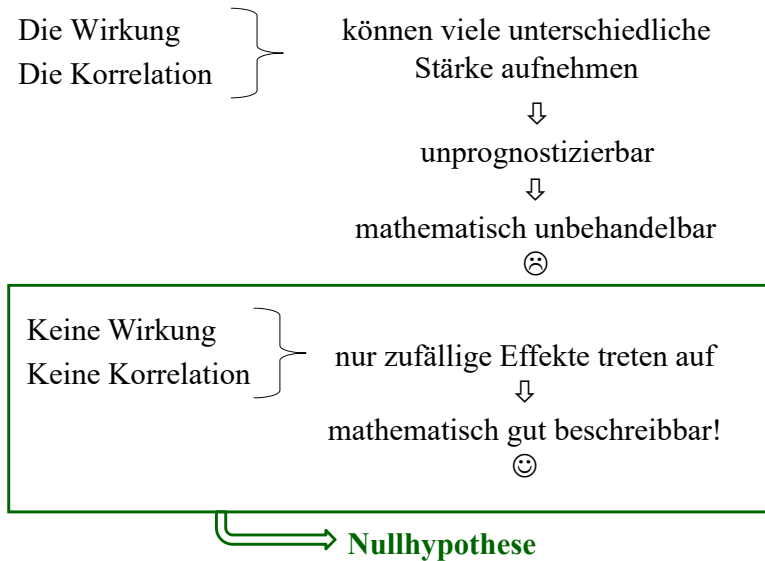 Die Wirkung
Die Korrelation
können viele unterschiedliche
Stärke aufnehmen
⇩
unprognostizierbar
⇩
mathematisch unbehandelbar
☹
Keine Wirkung
Keine Korrelation
nur zufällige Effekte treten auf
⇩
mathematisch gut beschreibbar!
☺
Nullhypothese